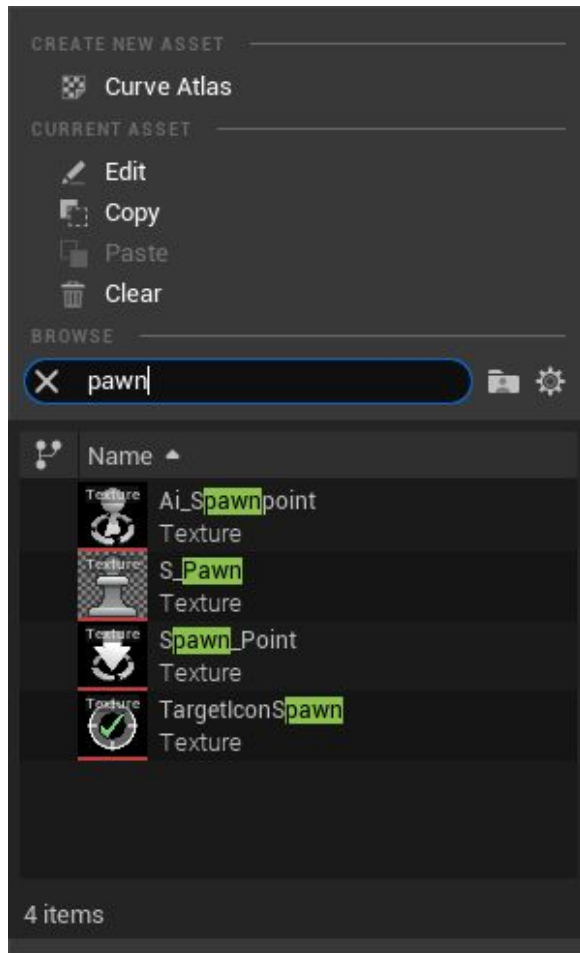 CREATE NEW ASSET
Curve Atlas
CURRENT ASSET
Edit
Copy
Paste
Clear
BROWSE
pawn
Name
Texture
Ai_Spawnpoint
Texture
Texture
S_Pawn
Texture
Texture
Spawn_Point
Texture
Texture
TargetIconSpawn
Texture
4 items